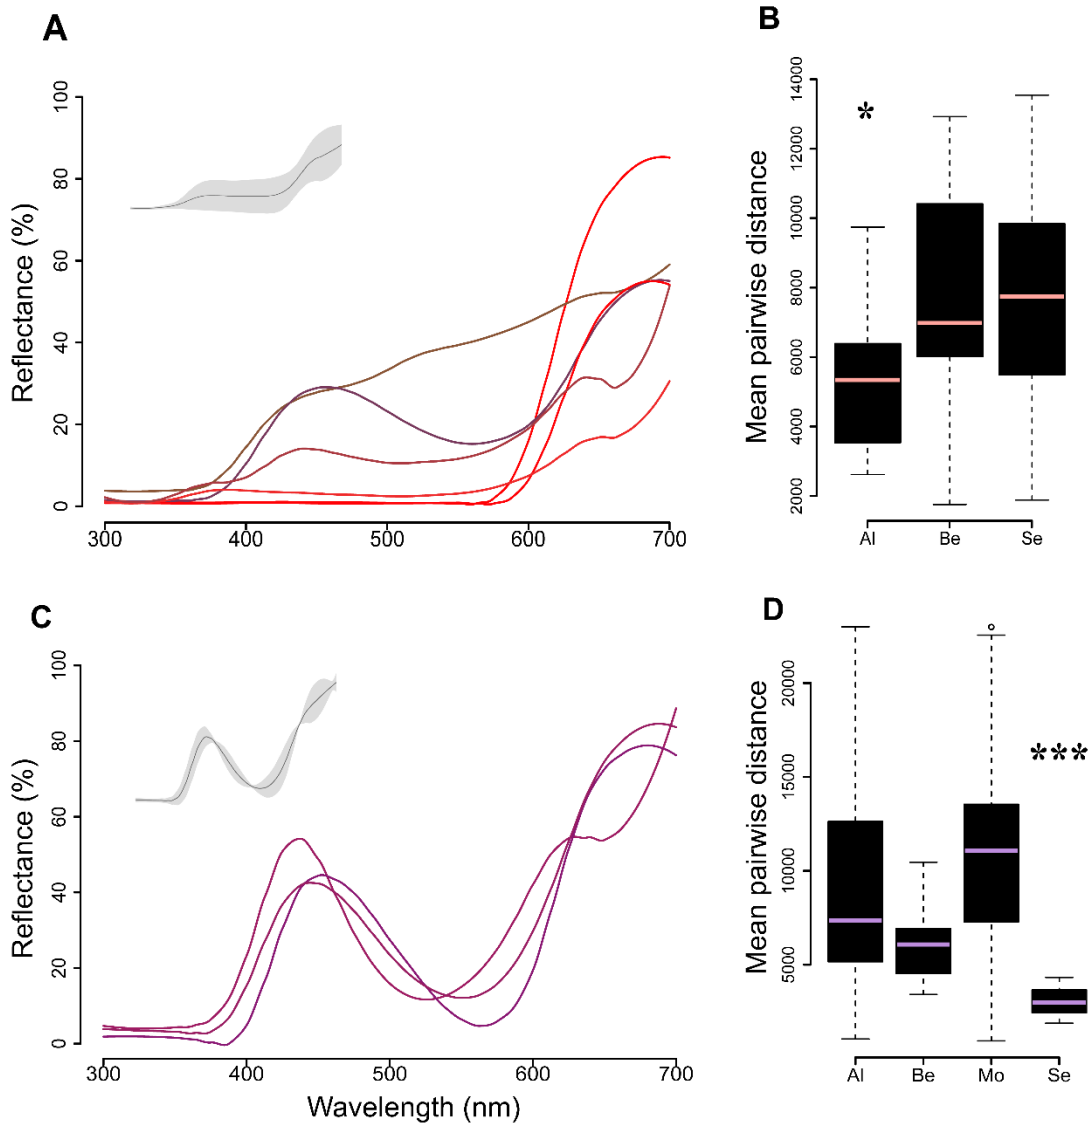 A
Reflectance (%)
100
80
60
40
20
0
300 400 500 600 700
B
Mean pairwise distance
14000
12000
10000
8000
6000
4000
2000
*
Al Be Se
C
Reflectance (%)
100
80
60
40
20
0
300 400 500 600 700
Wavelength (nm)
D
Mean pairwise distance
20000
15000
10000
5000
***
Al Be Mo Se